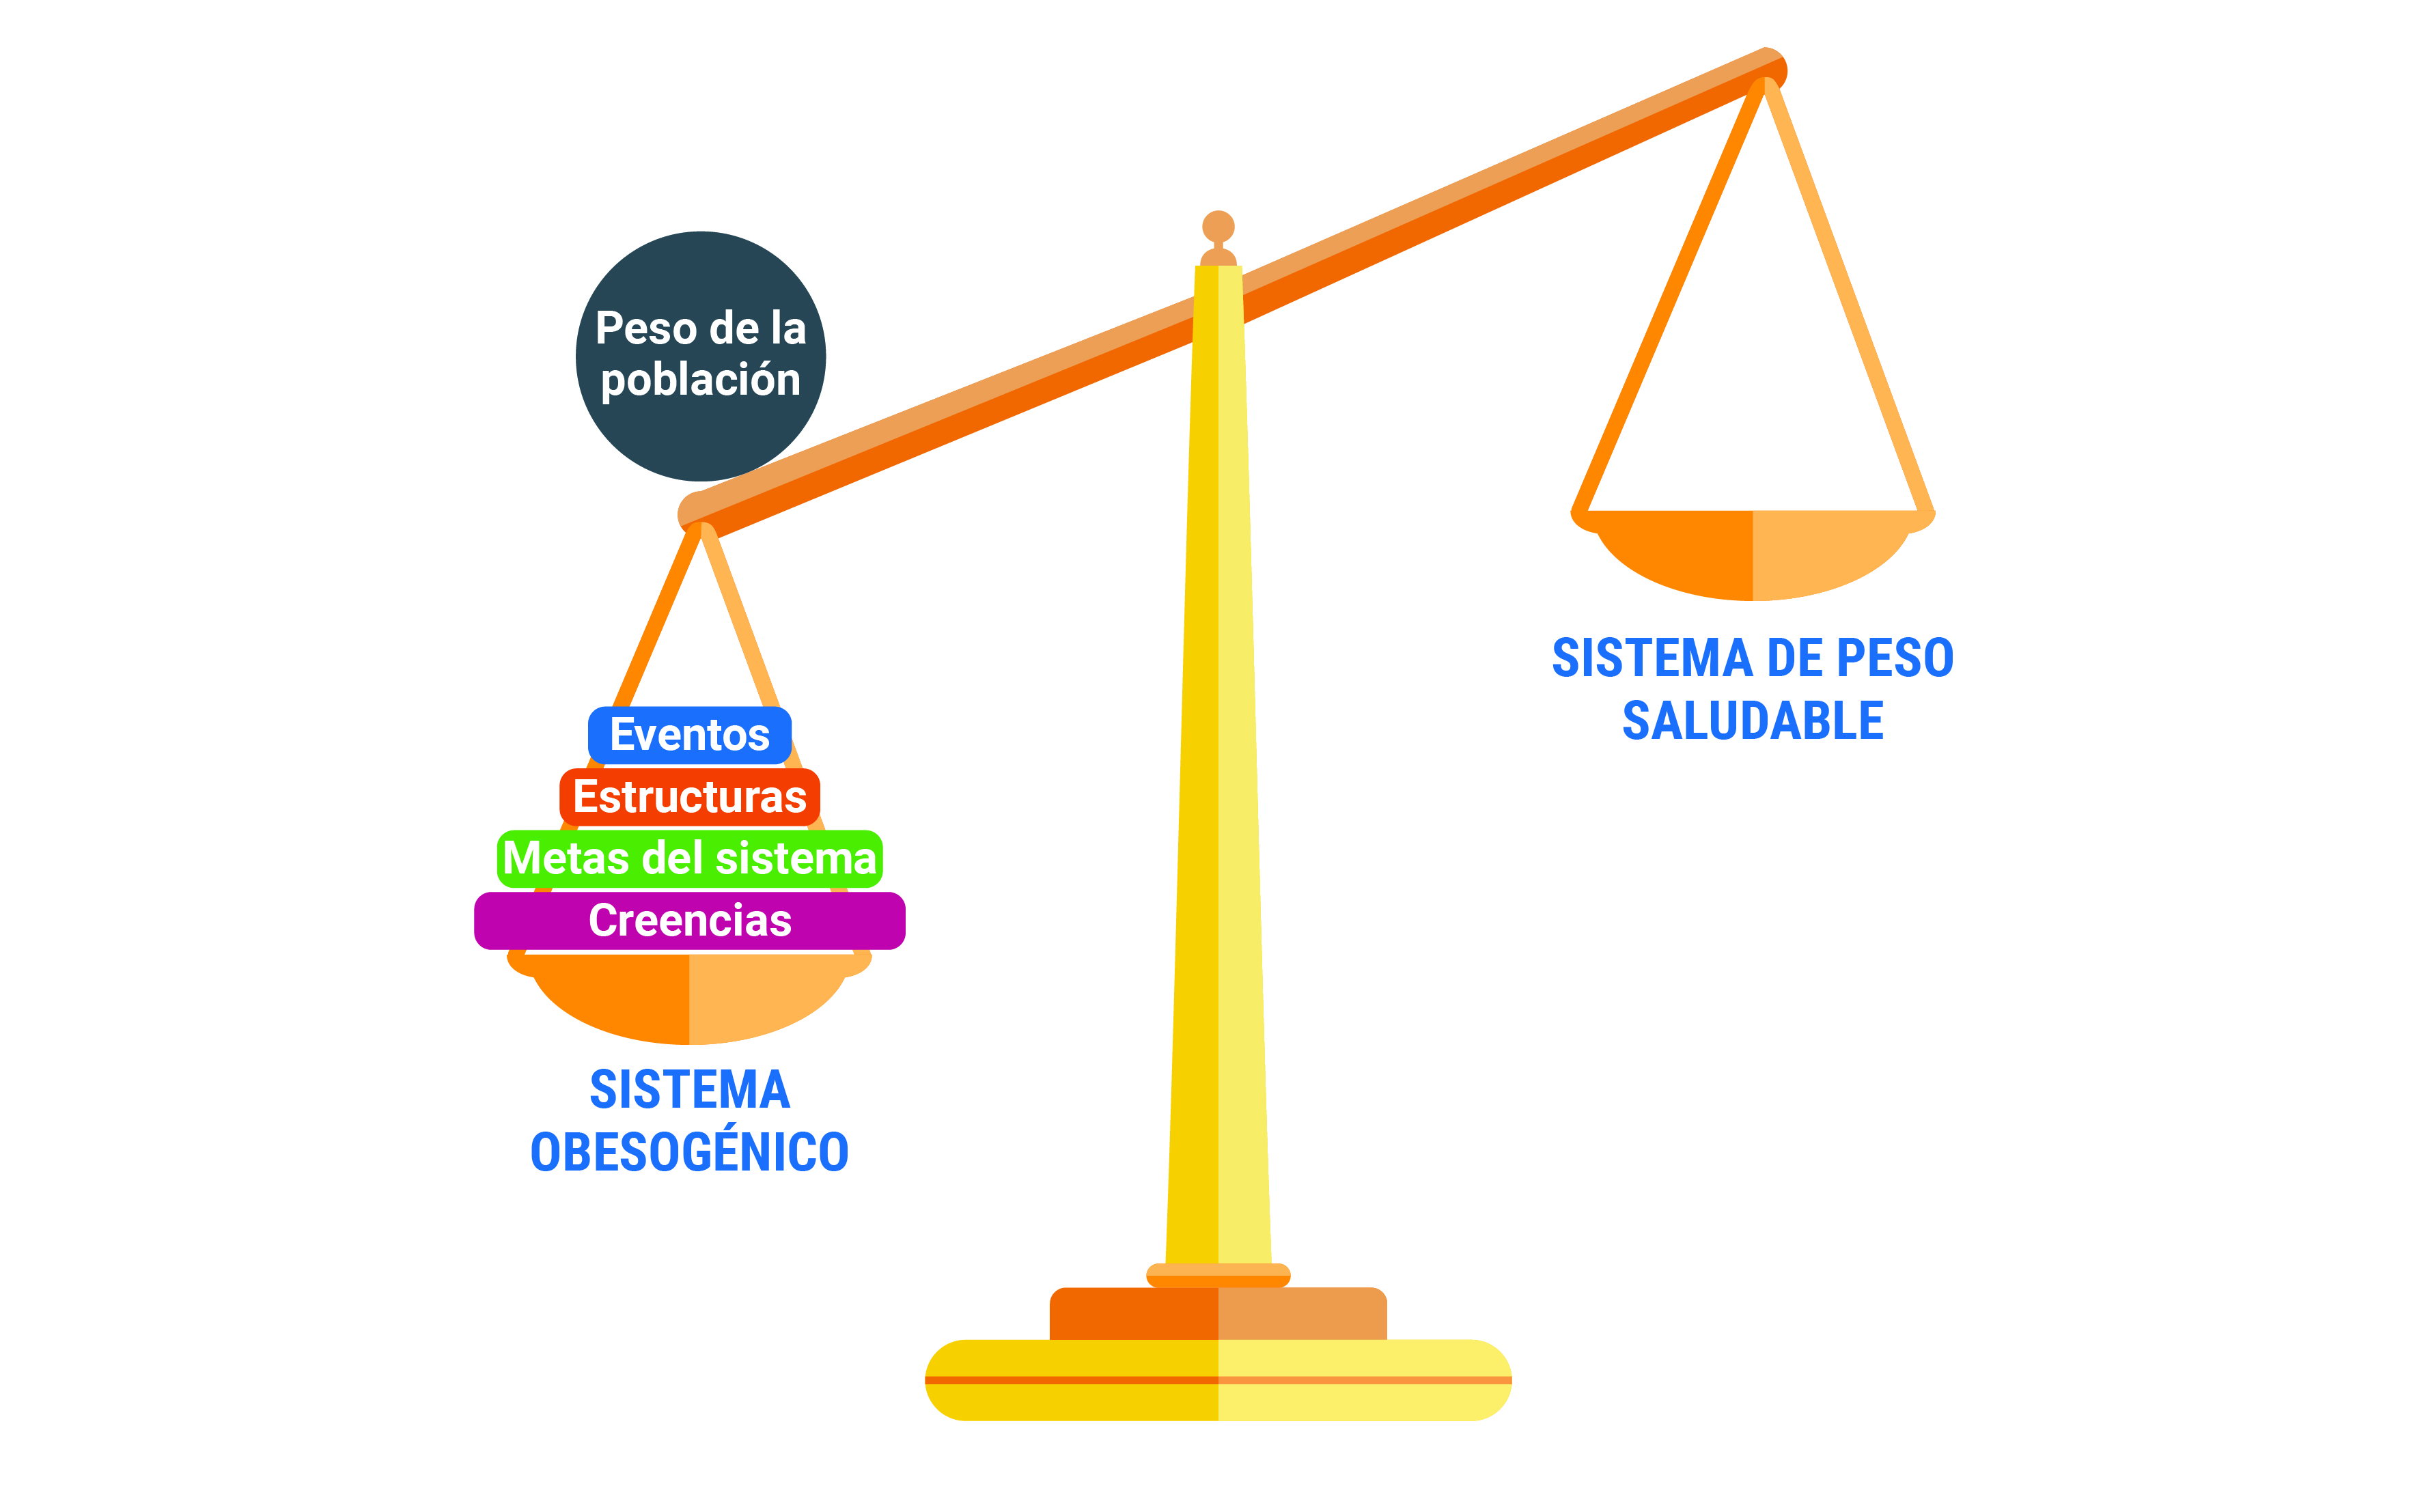 Peso de la
población
Eventos
Estructuras
Metas del sistema
Creencias
SISTEMA
OBESOGÉNICO
SISTEMA DE PESO
SALUDABLE